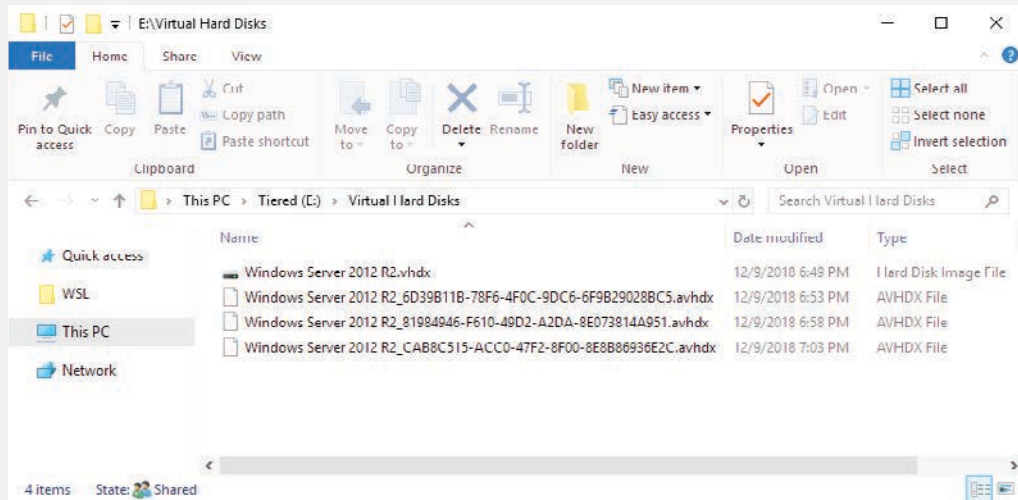 E:\Virtual Hard Disks
File Home Share View
Pin to Quick access
Copy
Paste
Cut
Copy path
Paste shortcut
Clipboard
Move to
Copy to
Delete
Rename
Organize
New folder
New item
Easy access
New
Properties
Open
Edit
Open
Select all
Select none
Invert selection
Select
This PC > Tiered (E:) > Virtual Hard Disks
Search Virtual Hard Disks
Name Date modified Type
Quick access
WSL
This PC
Network
Windows Server 2012 R2.vhdx 12/9/2018 6:49 PM Hard Disk Image File
Windows Server 2012 R2_6D39B11B-78F6-4F0C-9DC6-6F9B29028BC5.avhdx 12/9/2018 6:53 PM AVHDX File
Windows Server 2012 R2_81984946-F610-49D2-A2DA-8E073814A951.avhdx 12/9/2018 6:58 PM AVHDX File
Windows Server 2012 R2_CAB8C515-ACC0-47F2-8F00-8E8B86936E2C.avhdx 12/9/2018 7:03 PM AVHDX File
4 items State: Shared